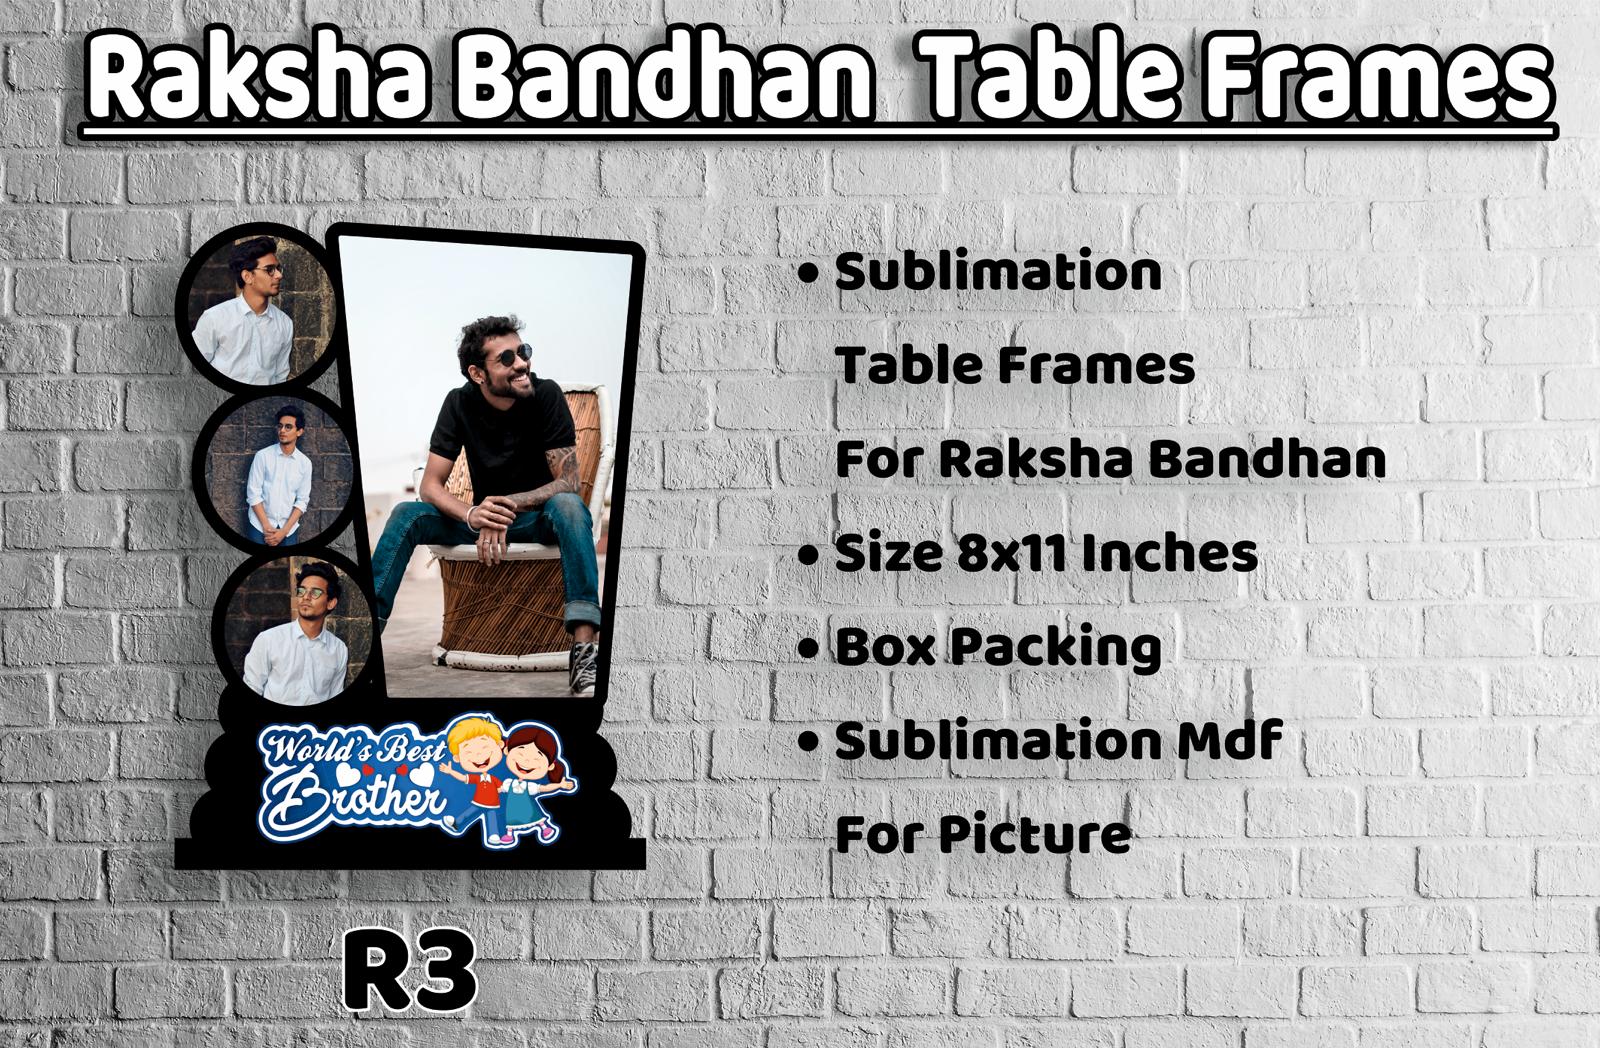 Raksha Bandhan Table Frames
• Sublimation
Table Frames
For Raksha Bandhan
• Size 8x11 Inches
• Box Packing
• Sublimation Mdf
For Picture
World's Best
Brother
R3